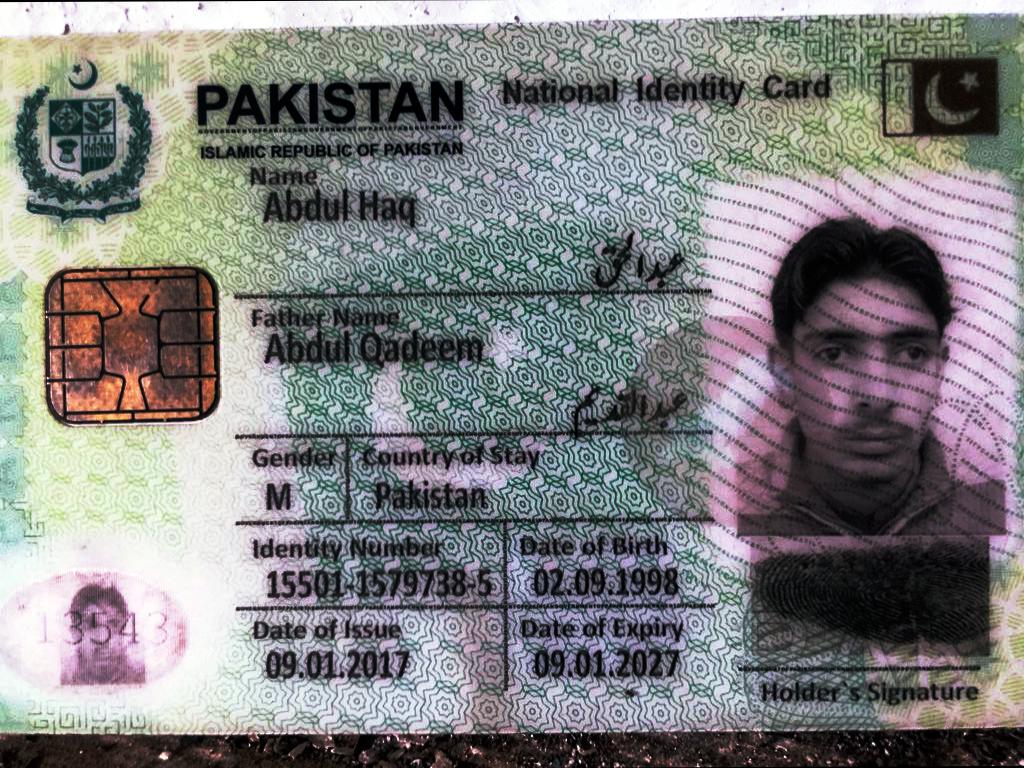 PAKISTAN National Identity Card
ISLAMIC REPUBLIC OF PAKISTAN
Name
Abdul Haq
عبدالحق
Father Name
Abdul Qadeem
عبدالقدیم
Gender Country of Stay
M Pakistan
Identity Number Date of Birth
15501-1579738-5 02.09.1998
Date of Issue Date of Expiry
09.01.2017 09.01.2027
13543
Holder`s Signature